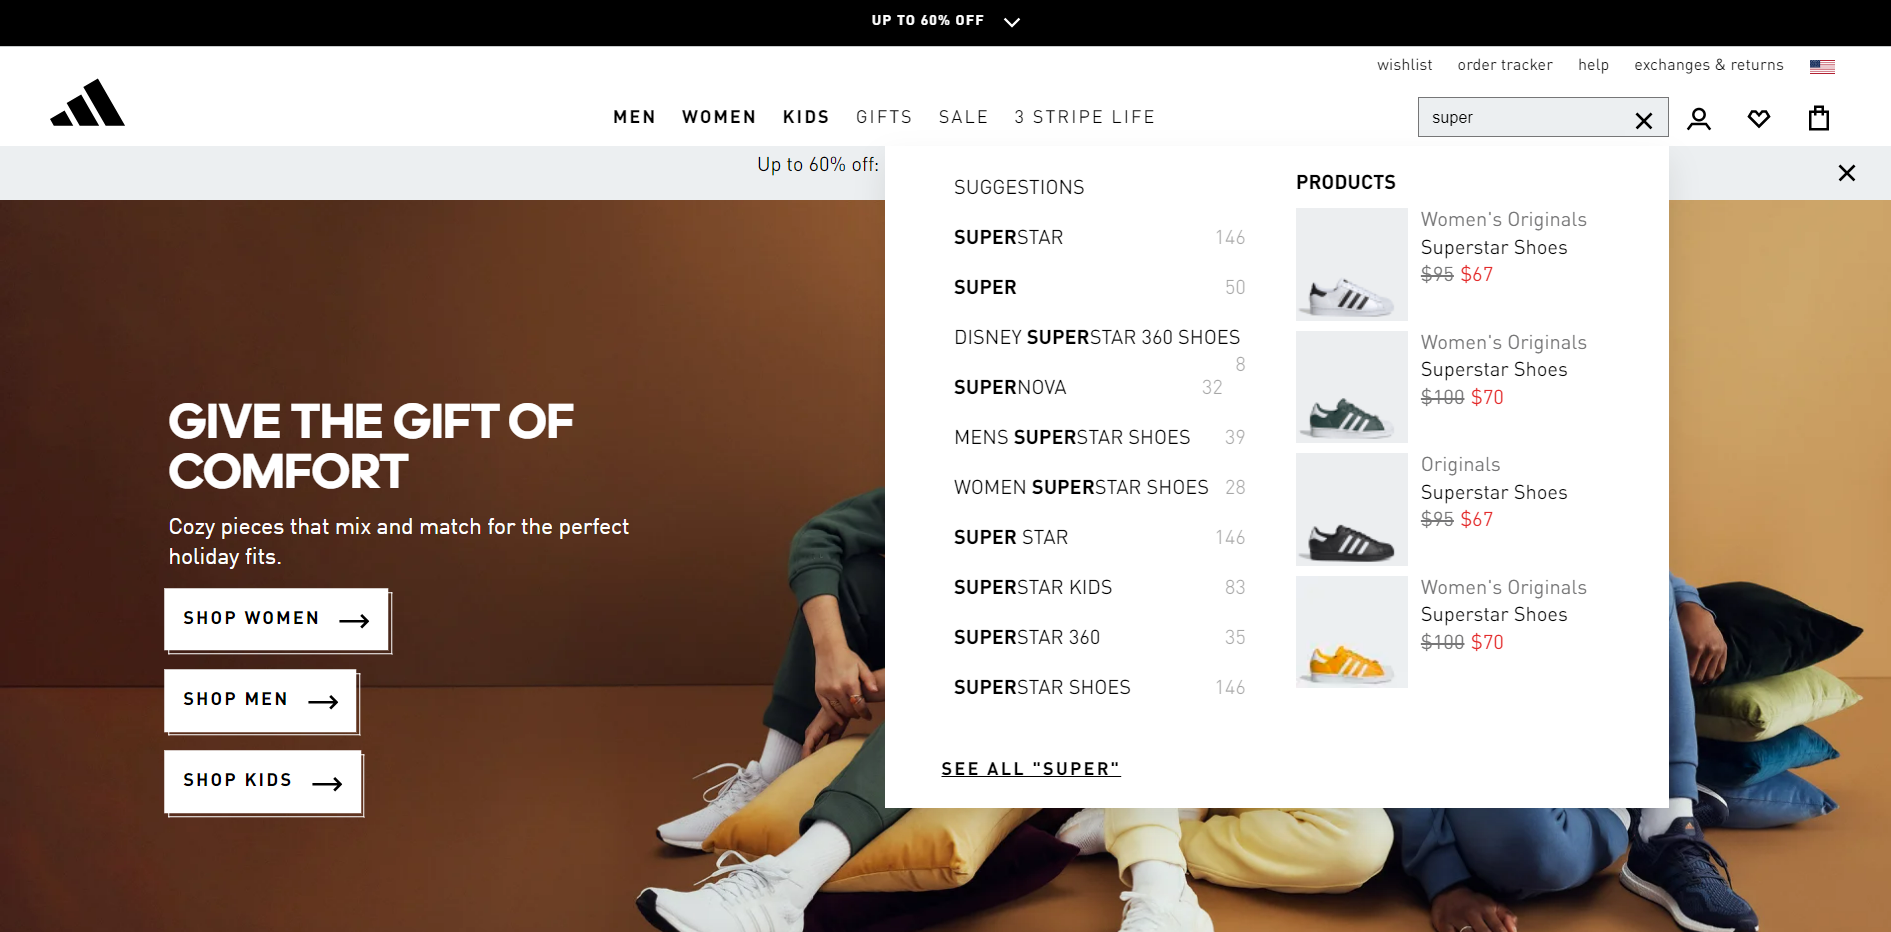 UP TO 60% OFF
wishlist order tracker help exchanges & returns
MEN WOMEN KIDS GIFTS SALE 3 STRIPE LIFE
super
Up to 60% off:
SUGGESTIONS
SUPERSTAR 146
SUPER 50
DISNEY SUPERSTAR 360 SHOES
8
SUPERNOVA 32
MENS SUPERSTAR SHOES 39
WOMEN SUPERSTAR SHOES 28
SUPER STAR 146
SUPERSTAR KIDS 83
SUPERSTAR 360 35
SUPERSTAR SHOES 146
SEE ALL "SUPER"
PRODUCTS
Women's Originals
Superstar Shoes
$95 $67
Women's Originals
Superstar Shoes
$100 $70
Originals
Superstar Shoes
$95 $67
Women's Originals
Superstar Shoes
$100 $70
GIVE THE GIFT OF
COMFORT
Cozy pieces that mix and match for the perfect
holiday fits.
SHOP WOMEN
SHOP MEN
SHOP KIDS